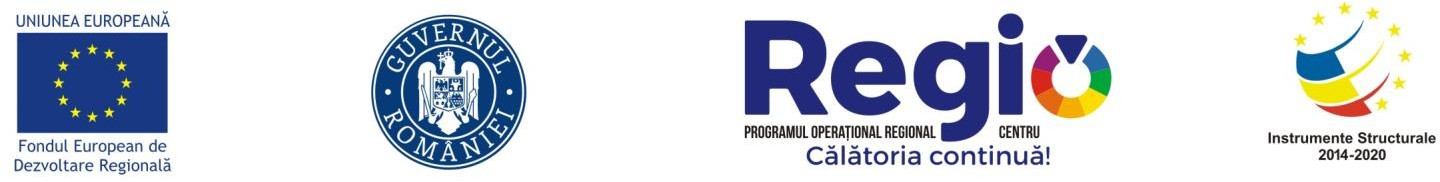 UNIUNEA EUROPEANĂ
Fondul European de
Dezvoltare Regională
GUVERNUL
ROMÂNIEI
Regio
PROGRAMUL OPERAȚIONAL REGIONAL CENTRU
Călătoria continuă!
Instrumente Structurale
2014-2020